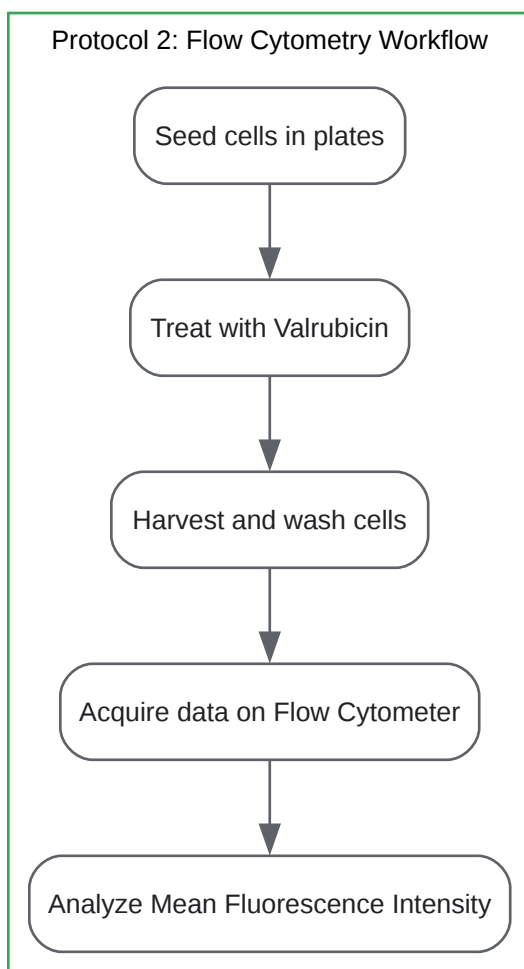 Protocol 2: Flow Cytometry Workflow
Seed cells in plates
Treat with Valrubicin
Harvest and wash cells
Acquire data on Flow Cytometer
Analyze Mean Fluorescence Intensity